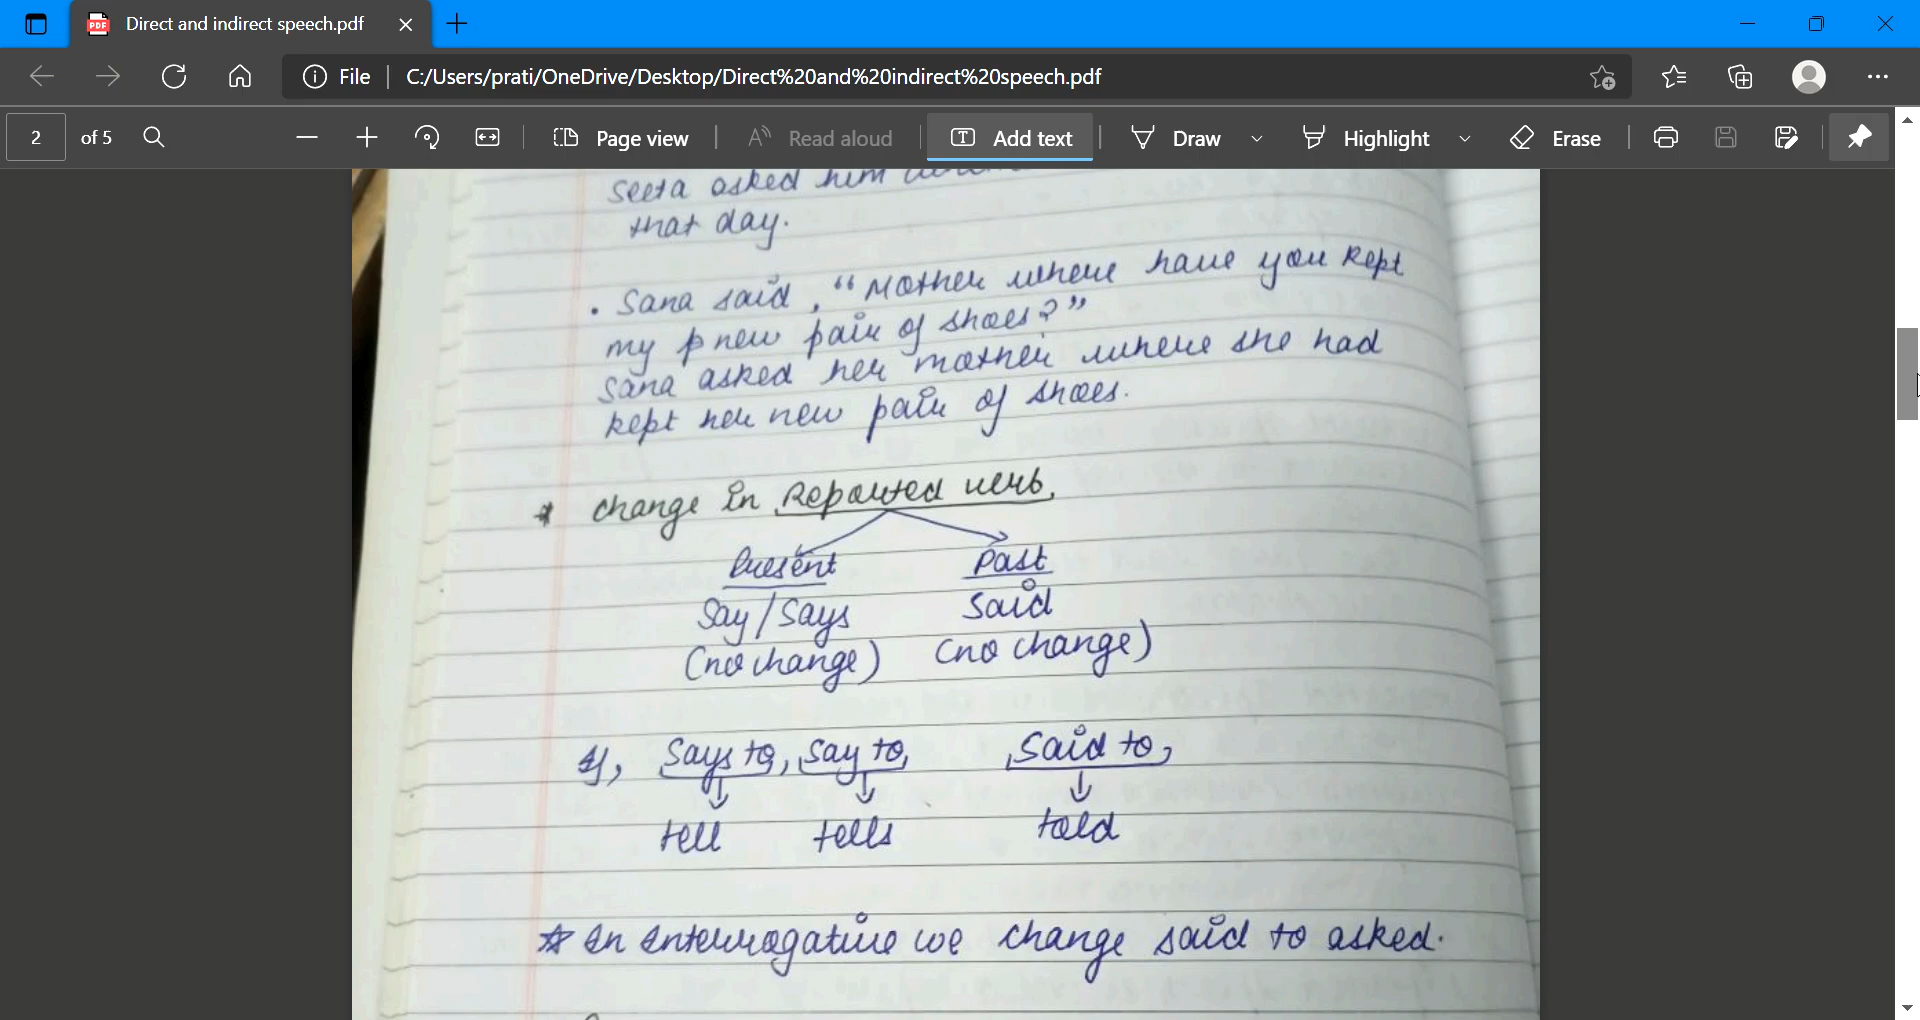 Direct and indirect speech.pdf
File C:/Users/prati/OneDrive/Desktop/Direct%20and%20indirect%20speech.pdf
2 of 5 Page view Read aloud Add text Draw Highlight Erase
Seeta asked him
that day.
. Sana said, "Mother where have you kept
my p new pair of shoes?"
Sana asked her mother where she had
kept her new pair of shoes.
* change in Reported verb.
Present Past
Say/Says Said
(no change) (no change)
If, Says to, Say to, Said to,
tell tells told
* In interrogative we change said to asked.